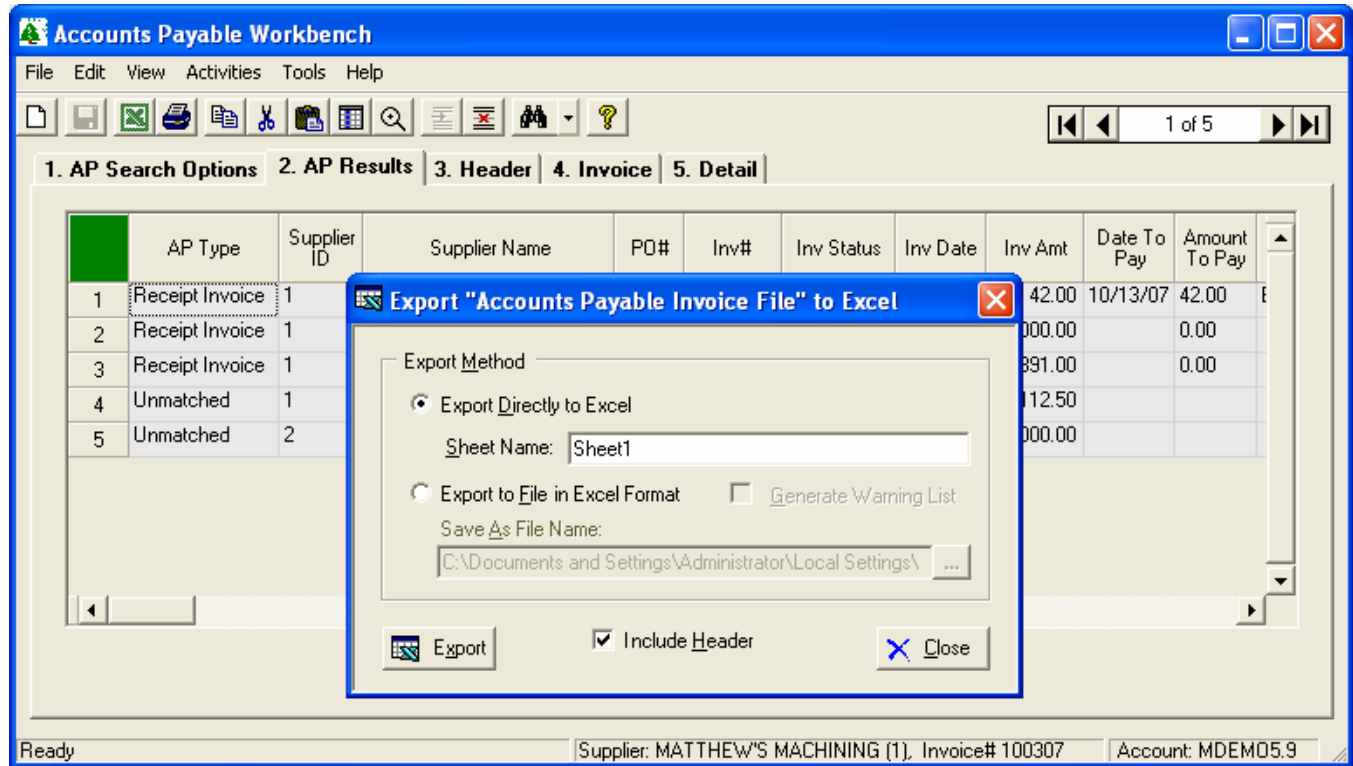 Accounts Payable Workbench
File Edit View Activities Tools Help
1 of 5
1. AP Search Options 2. AP Results 3. Header 4. Invoice 5. Detail
AP Type Supplier ID Supplier Name PO# Inv# Inv Status Inv Date Inv Amt Date To Pay Amount To Pay
1 Receipt Invoice 1 42.00 10/13/07 42.00
2 Receipt Invoice 1 000.00 0.00
3 Receipt Invoice 1 891.00 0.00
4 Unmatched 1 112.50
5 Unmatched 2 000.00
Export "Accounts Payable Invoice File" to Excel
Export Method
Export Directly to Excel
Sheet Name: Sheet1
Export to File in Excel Format Generate Warning List
Save As File Name:
C:\Documents and Settings\Administrator\Local Settings\ ...
Export Include Header Close
Ready Supplier: MATTHEW'S MACHINING (1), Invoice# 100307 Account: MDEMO5.9